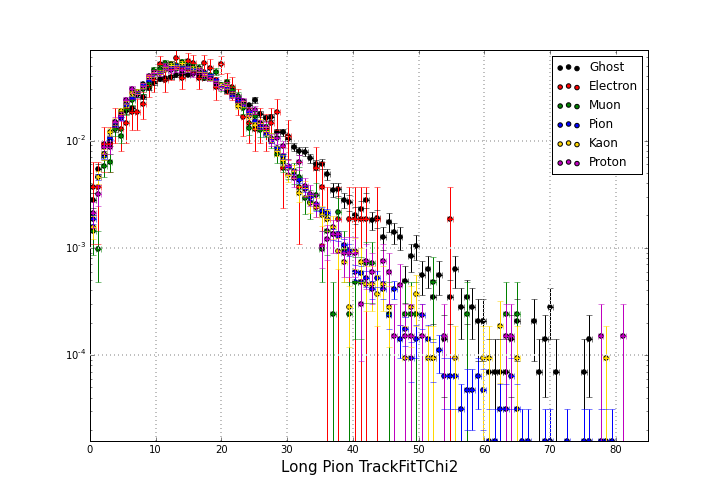 10⁻²
10⁻³
10⁻⁴
0 10 20 30 40 50 60 70 80
Long Pion TrackFitTChi2
Ghost
Electron
Muon
Pion
Kaon
Proton